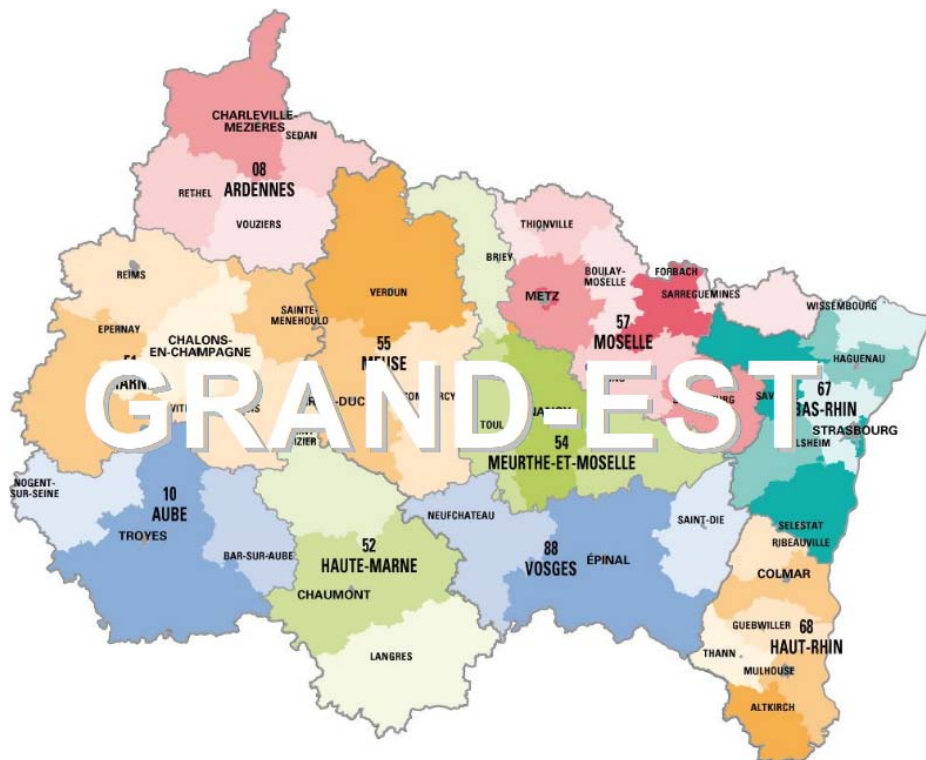 CHARLEVILLE-
MEZIERES
SEDAN
08
ARDENNES
RETHEL
VOUZIERS
THIONVILLE
BRIEY
REIMS
BOULAY-
MOSELLE
FORBACH
SARREGUEMINES
METZ
VERDUN
SAINTE-
MENEHOULD
WISSEMBOURG
EPERNAY
CHALONS-
EN-CHAMPAGNE
57
MOSELLE
55
MEUSE
HAGUENAU
GRAND-EST
67
BAS-RHIN
TOUL
STRASBOURG
54
MEURTHE-ET-MOSELLE
NOGENT-
SUR-SEINE
10
AUBE
TROYES
BAR-SUR-AUBE
NEUFCHATEAU
SAINT-DIE
SELESTAT
RIBEAUVILLE
52
HAUTE-MARNE
CHAUMONT
88
VOSGES
ÉPINAL
COLMAR
GUEBWILLER
68
HAUT-RHIN
THANN
MULHOUSE
LANGRES
ALTKIRCH